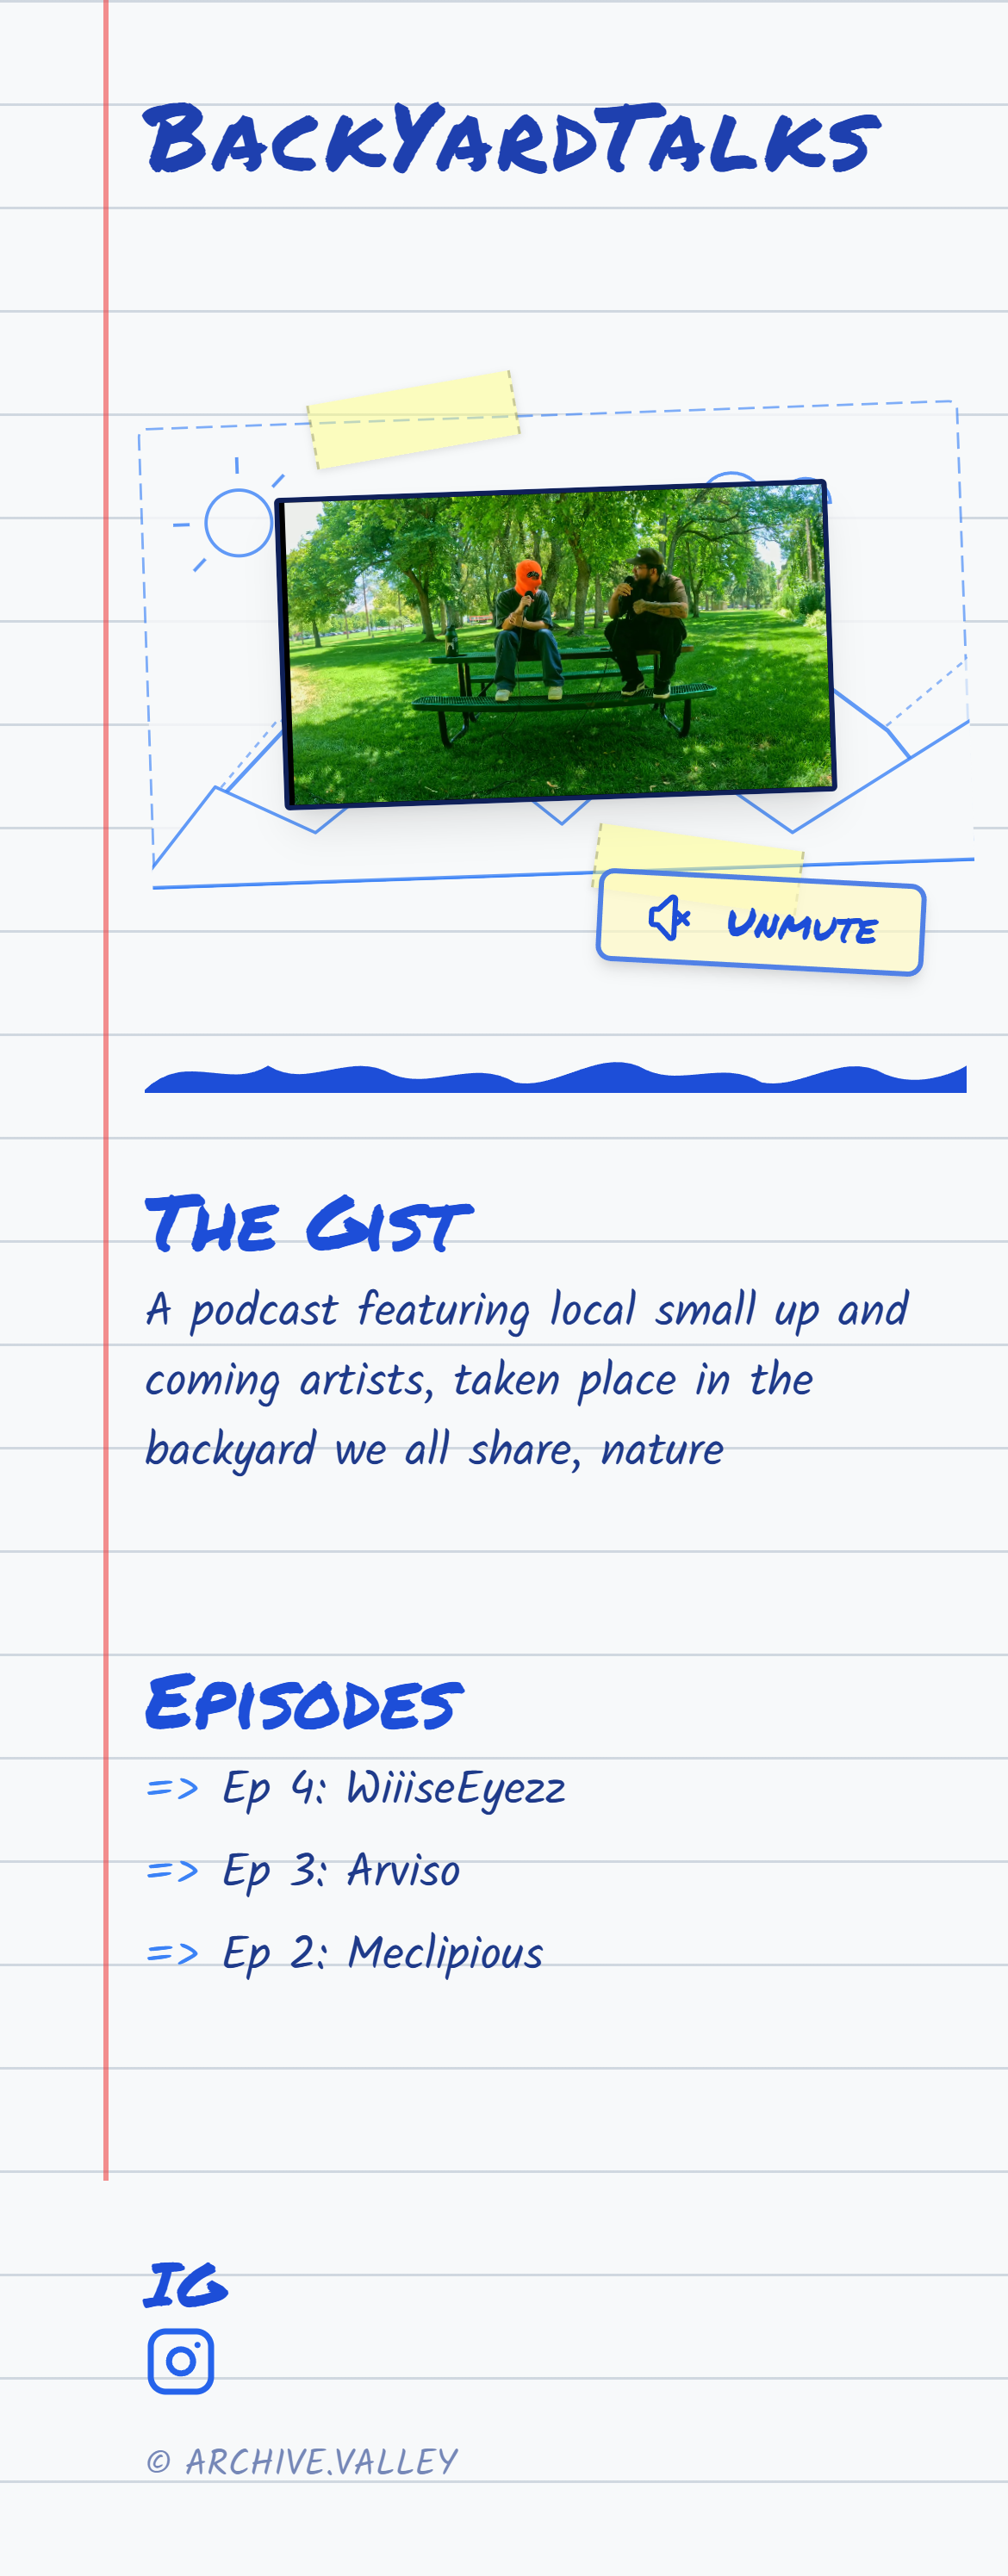 BackYardTalks
Unmute
The Gist
A podcast featuring local small up and
coming artists, taken place in the
backyard we all share, nature
Episodes
=> Ep 4: WiiiseEyezz
=> Ep 3: Arviso
=> Ep 2: Meclipious
IG
© ARCHIVE.VALLEY